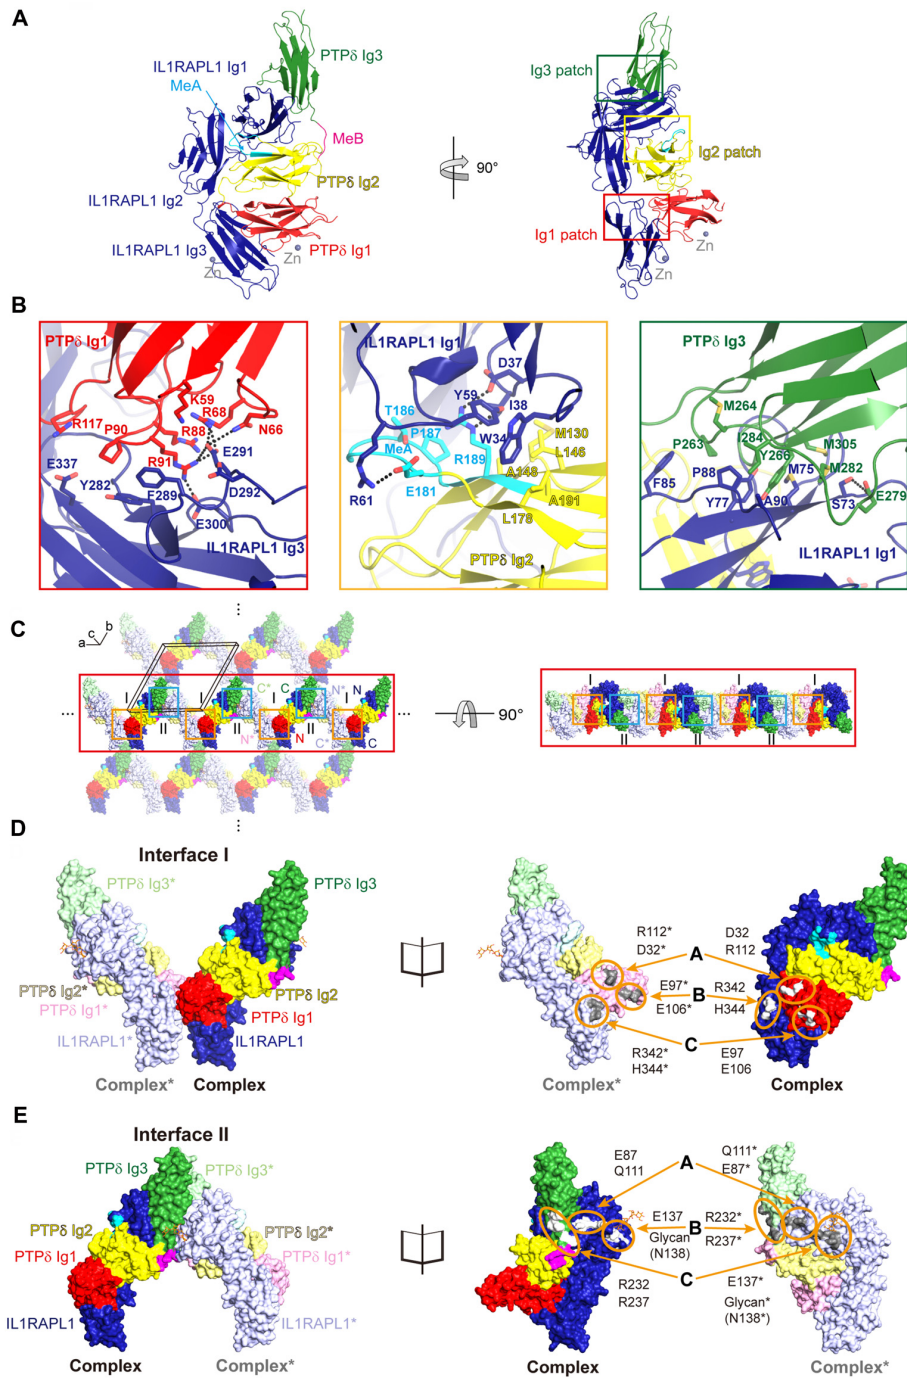 A
PTPδ Ig3
IL1RAPL1 Ig1
MeA
MeB
PTPδ Ig2
IL1RAPL1 Ig2
IL1RAPL1 Ig3
PTPδ Ig1
Zn
Zn
90°
Ig3 patch
Ig2 patch
Ig1 patch
Zn
Zn
B
PTPδ Ig1
K59
R68
R117
P90
R88
N66
R91
E291
E337
Y282
F289
D292
E300
IL1RAPL1 Ig3
IL1RAPL1 Ig1
D37
Y59
I38
T186
P187
W34
M130
MeA
R189
L146
A148
R61
E181
A191
L178
PTPδ Ig2
PTPδ Ig3
M264
P263
I284
Y266
M305
P88
M75
M282
F85
Y77
A90
S73
E279
IL1RAPL1 Ig1
C
a
c
b
I
I
C*
C
I
N*
I
N
II
II
N*
N
II
C*
C
90°
I
I
I
I
II
II
II
D
Interface I
PTPδ Ig3*
PTPδ Ig3
PTPδ Ig2*
PTPδ Ig2
PTPδ Ig1*
PTPδ Ig1
IL1RAPL1*
IL1RAPL1
Complex*
Complex
R112*
D32*
A
D32
R112
E97*
E106*
B
R342
H344
C
R342*
H344*
E97
E106
Complex*
Complex
E
Interface II
PTPδ Ig3
PTPδ Ig3*
PTPδ Ig2
PTPδ Ig2*
PTPδ Ig1
PTPδ Ig1*
IL1RAPL1
IL1RAPL1*
Complex
Complex*
E87
Q111
A
Q111*
E87*
E137
Glycan
(N138)
B
R232*
R237*
C
R232
R237
E137*
Glycan*
(N138*)
Complex
Complex*